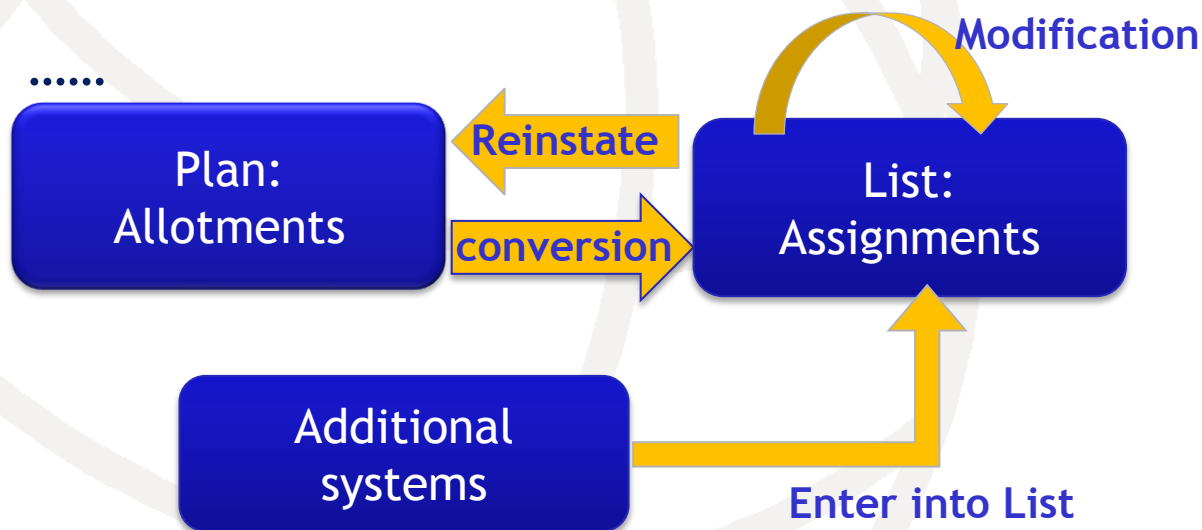 Modification
......
Plan:
Allotments
Reinstate
conversion
List:
Assignments
Additional
systems
Enter into List